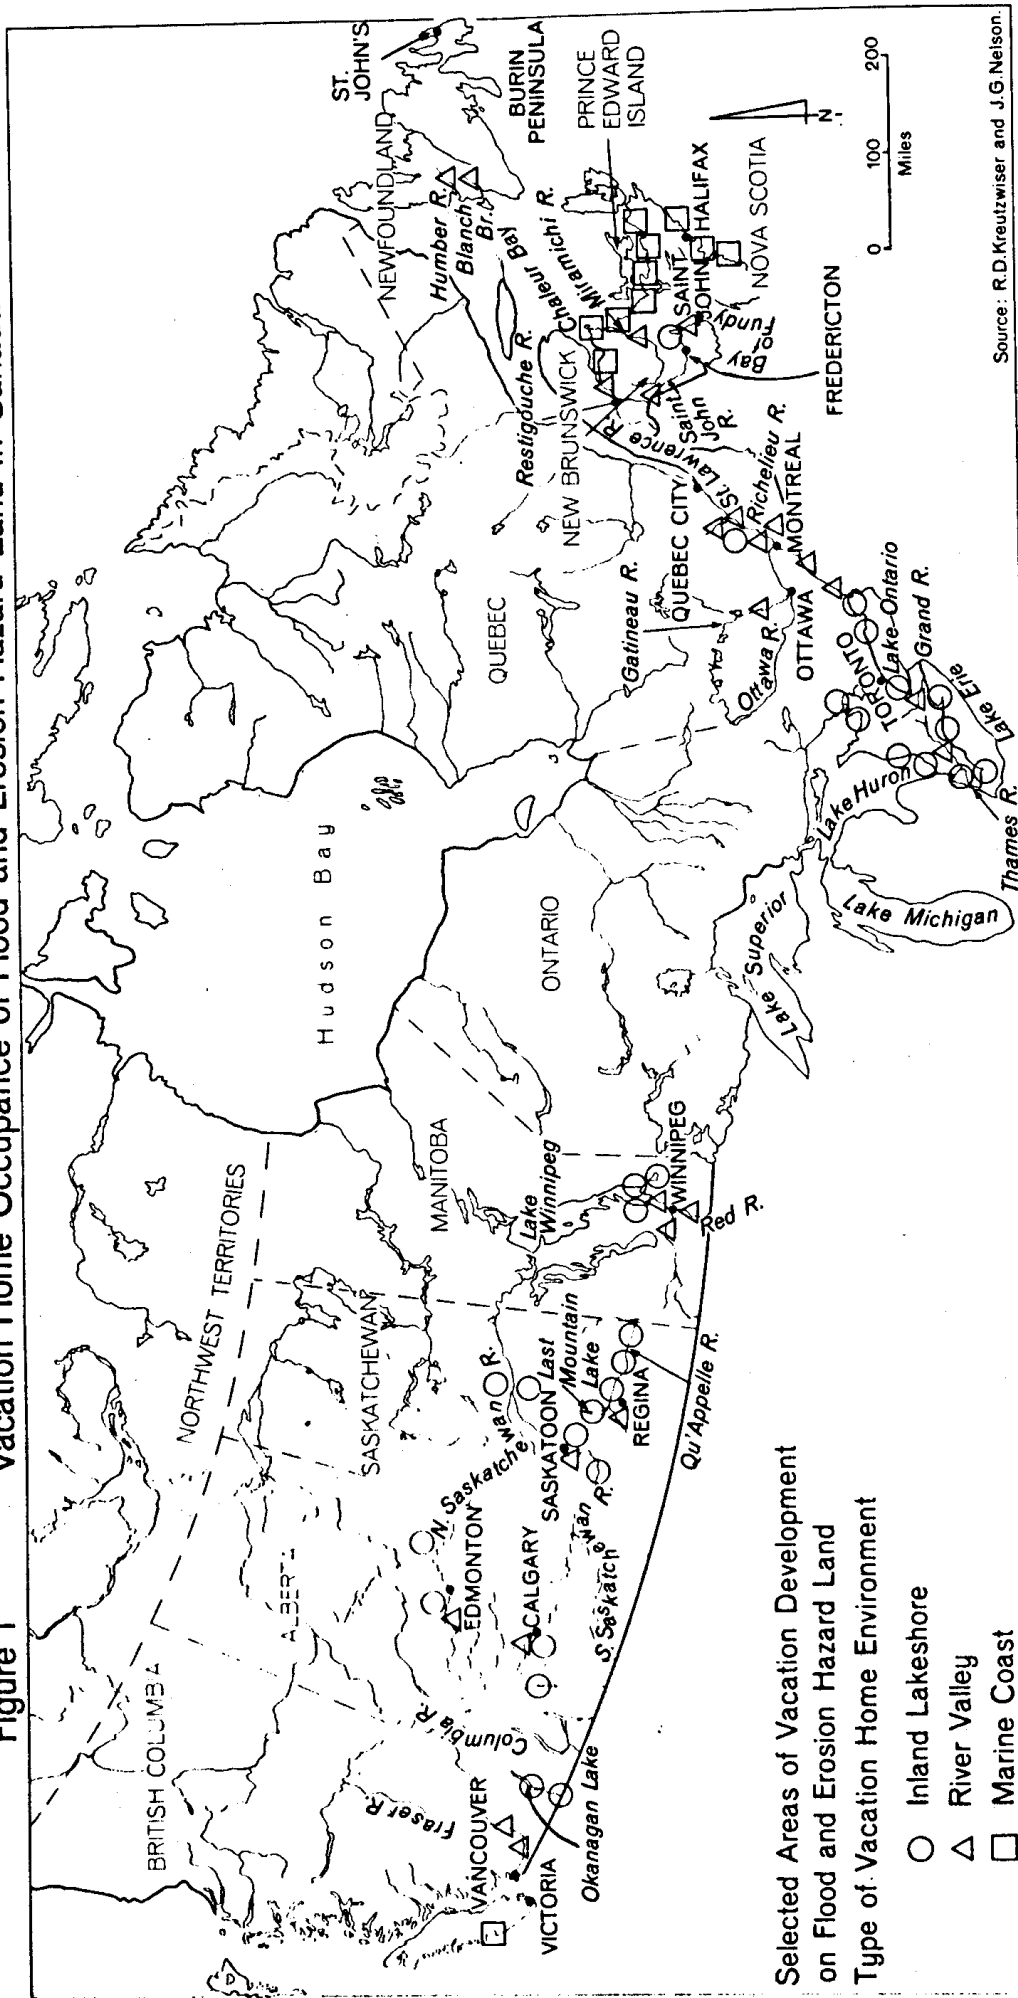 Figure 1 Vacation Home Occupance of Flood and Erosion Hazard Land in
NORTHWEST TERRITORIES
BRITISH COLUMBA
ALBERTA
SASKATCHEWAN
MANITOBA
Hudson Bay
ONTARIO
QUEBEC
NEWFOUNDLAND
ST.
JOHN'S
BURIN
PENINSULA
Humber R.
Blanch
Br.
PRINCE
EDWARD
ISLAND
Chaleur Bay
Miramichi R.
Restigouche R.
NEW BRUNSWICK
SAINT
JOHN
HALIFAX
NOVA SCOTIA
Bay
of
Fundy
FREDERICTON
Saint
John
R.
St. Lawrence R.
Richelieu R.
QUEBEC CITY
MONTREAL
Gatineau R.
Ottawa R.
OTTAWA
TORONTO
Lake Ontario
Grand R.
Lake Erie
Lake Huron
Thames R.
Lake Michigan
Lake Superior
Lake
Winnipeg
WINNIPEG
Red R.
N. Saskatchewan R.
SASKATOON
Last
Mountain
Lake
REGINA
Qu'Appelle R.
S. Saskatchewan R.
EDMONTON
CALGARY
Columbia R.
Fraser R.
VANCOUVER
VICTORIA
Okanagan Lake
N
0 100 200
Miles
Selected Areas of Vacation Development
on Flood and Erosion Hazard Land
Type of Vacation Home Environment
Inland Lakeshore
River Valley
Marine Coast
Source: R.D.Kreutzwiser and J.G.Nelson.